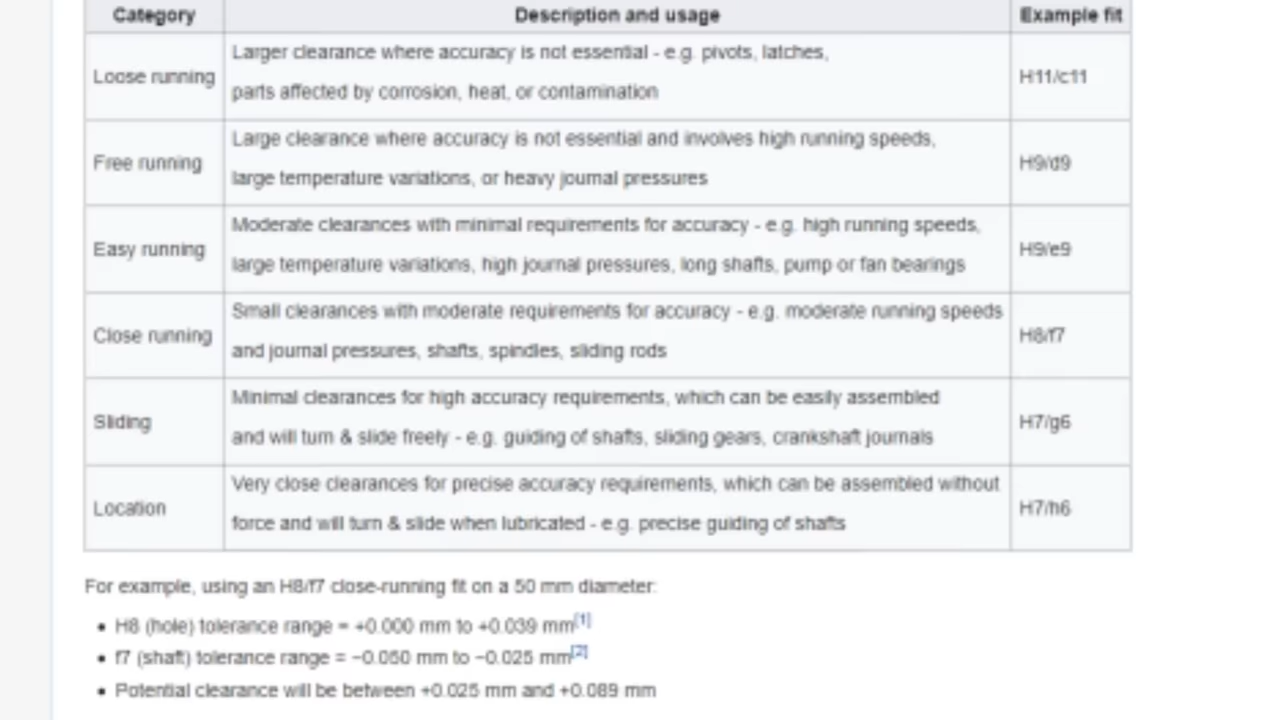 Category Description and usage Example fit
Loose running
Larger clearance where accuracy is not essential - e.g. pivots, latches,
parts affected by corrosion, heat, or contamination
H11/c11
Free running
Large clearance where accuracy is not essential and involves high running speeds,
large temperature variations, or heavy journal pressures
H9/d9
Easy running
Moderate clearances with minimal requirements for accuracy - e.g. high running speeds,
large temperature variations, high journal pressures, long shafts, pump or fan bearings
H9/e9
Close running
Small clearances with moderate requirements for accuracy - e.g. moderate running speeds
and journal pressures, shafts, spindles, sliding rods
H8/f7
Sliding
Minimal clearances for high accuracy requirements, which can be easily assembled
and will turn & slide freely - e.g. guiding of shafts, sliding gears, crankshaft journals
H7/g6
Location
Very close clearances for precise accuracy requirements, which can be assembled without
force and will turn & slide when lubricated - e.g. precise guiding of shafts
H7/h6
For example, using an H8/f7 close-running fit on a 50 mm diameter:
• H8 (hole) tolerance range = +0.000 mm to +0.039 mm[1]
• f7 (shaft) tolerance range = −0.050 mm to −0.025 mm[2]
• Potential clearance will be between +0.025 mm and +0.089 mm